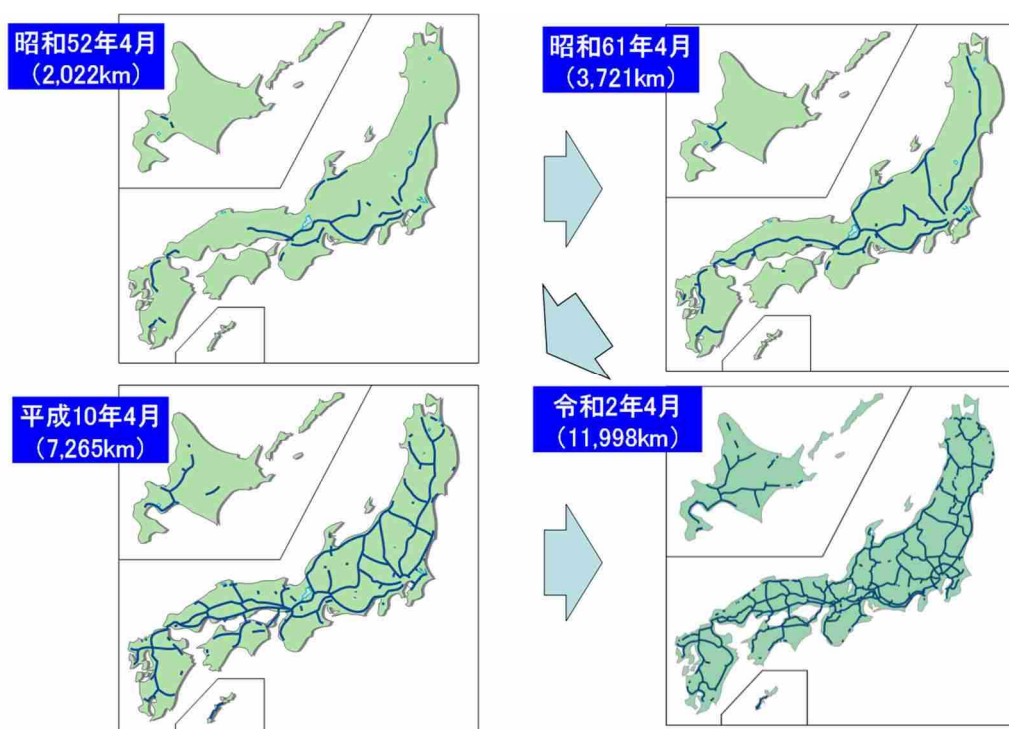 昭和52年4月
（2,022km）
昭和61年4月
（3,721km）
平成10年4月
（7,265km）
令和2年4月
（11,998km）